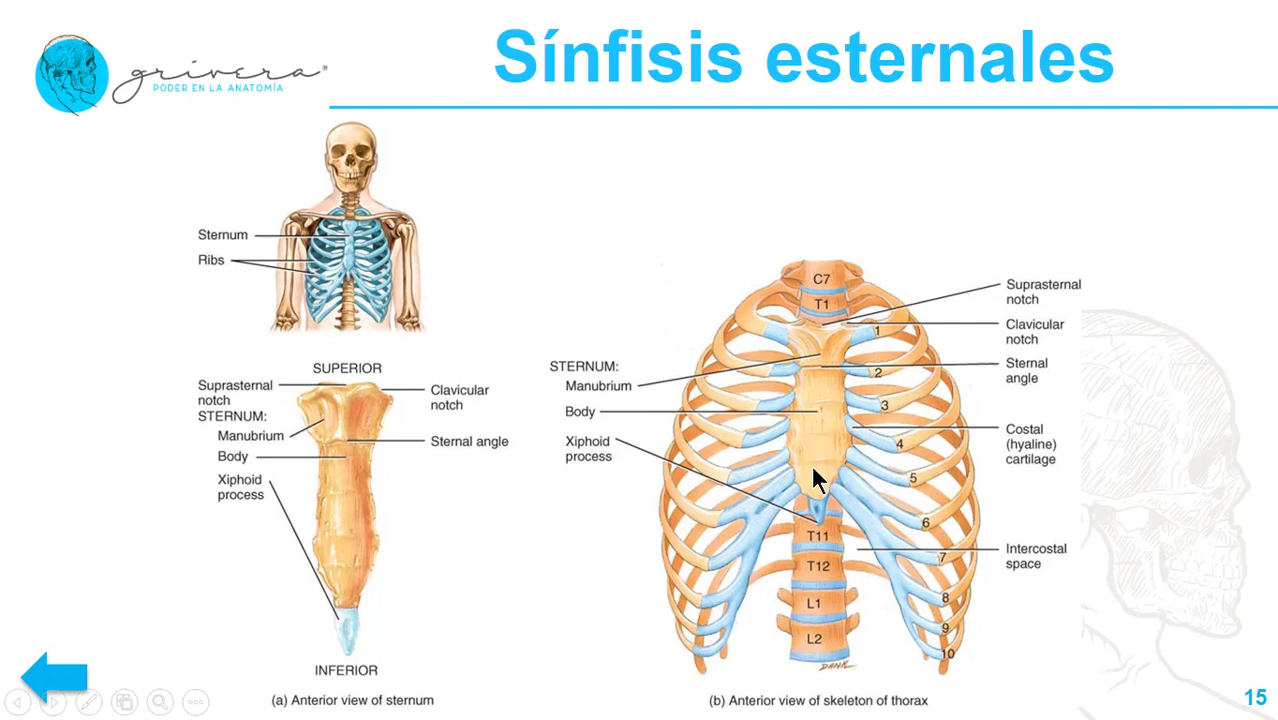 Sínfisis esternales
grivera®
PODER EN LA ANATOMÍA
Sternum
Ribs
SUPERIOR
Suprasternal
notch
STERNUM:
Manubrium
Body
Xiphoid
process
Clavicular
notch
Sternal angle
INFERIOR
(a) Anterior view of sternum
STERNUM:
Manubrium
Body
Xiphoid
process
C7
T1
1
2
3
4
5
6
7
8
9
10
T11
T12
L1
L2
DANK
Suprasternal
notch
Clavicular
notch
Sternal
angle
Costal
(hyaline)
cartilage
Intercostal
space
(b) Anterior view of skeleton of thorax
15